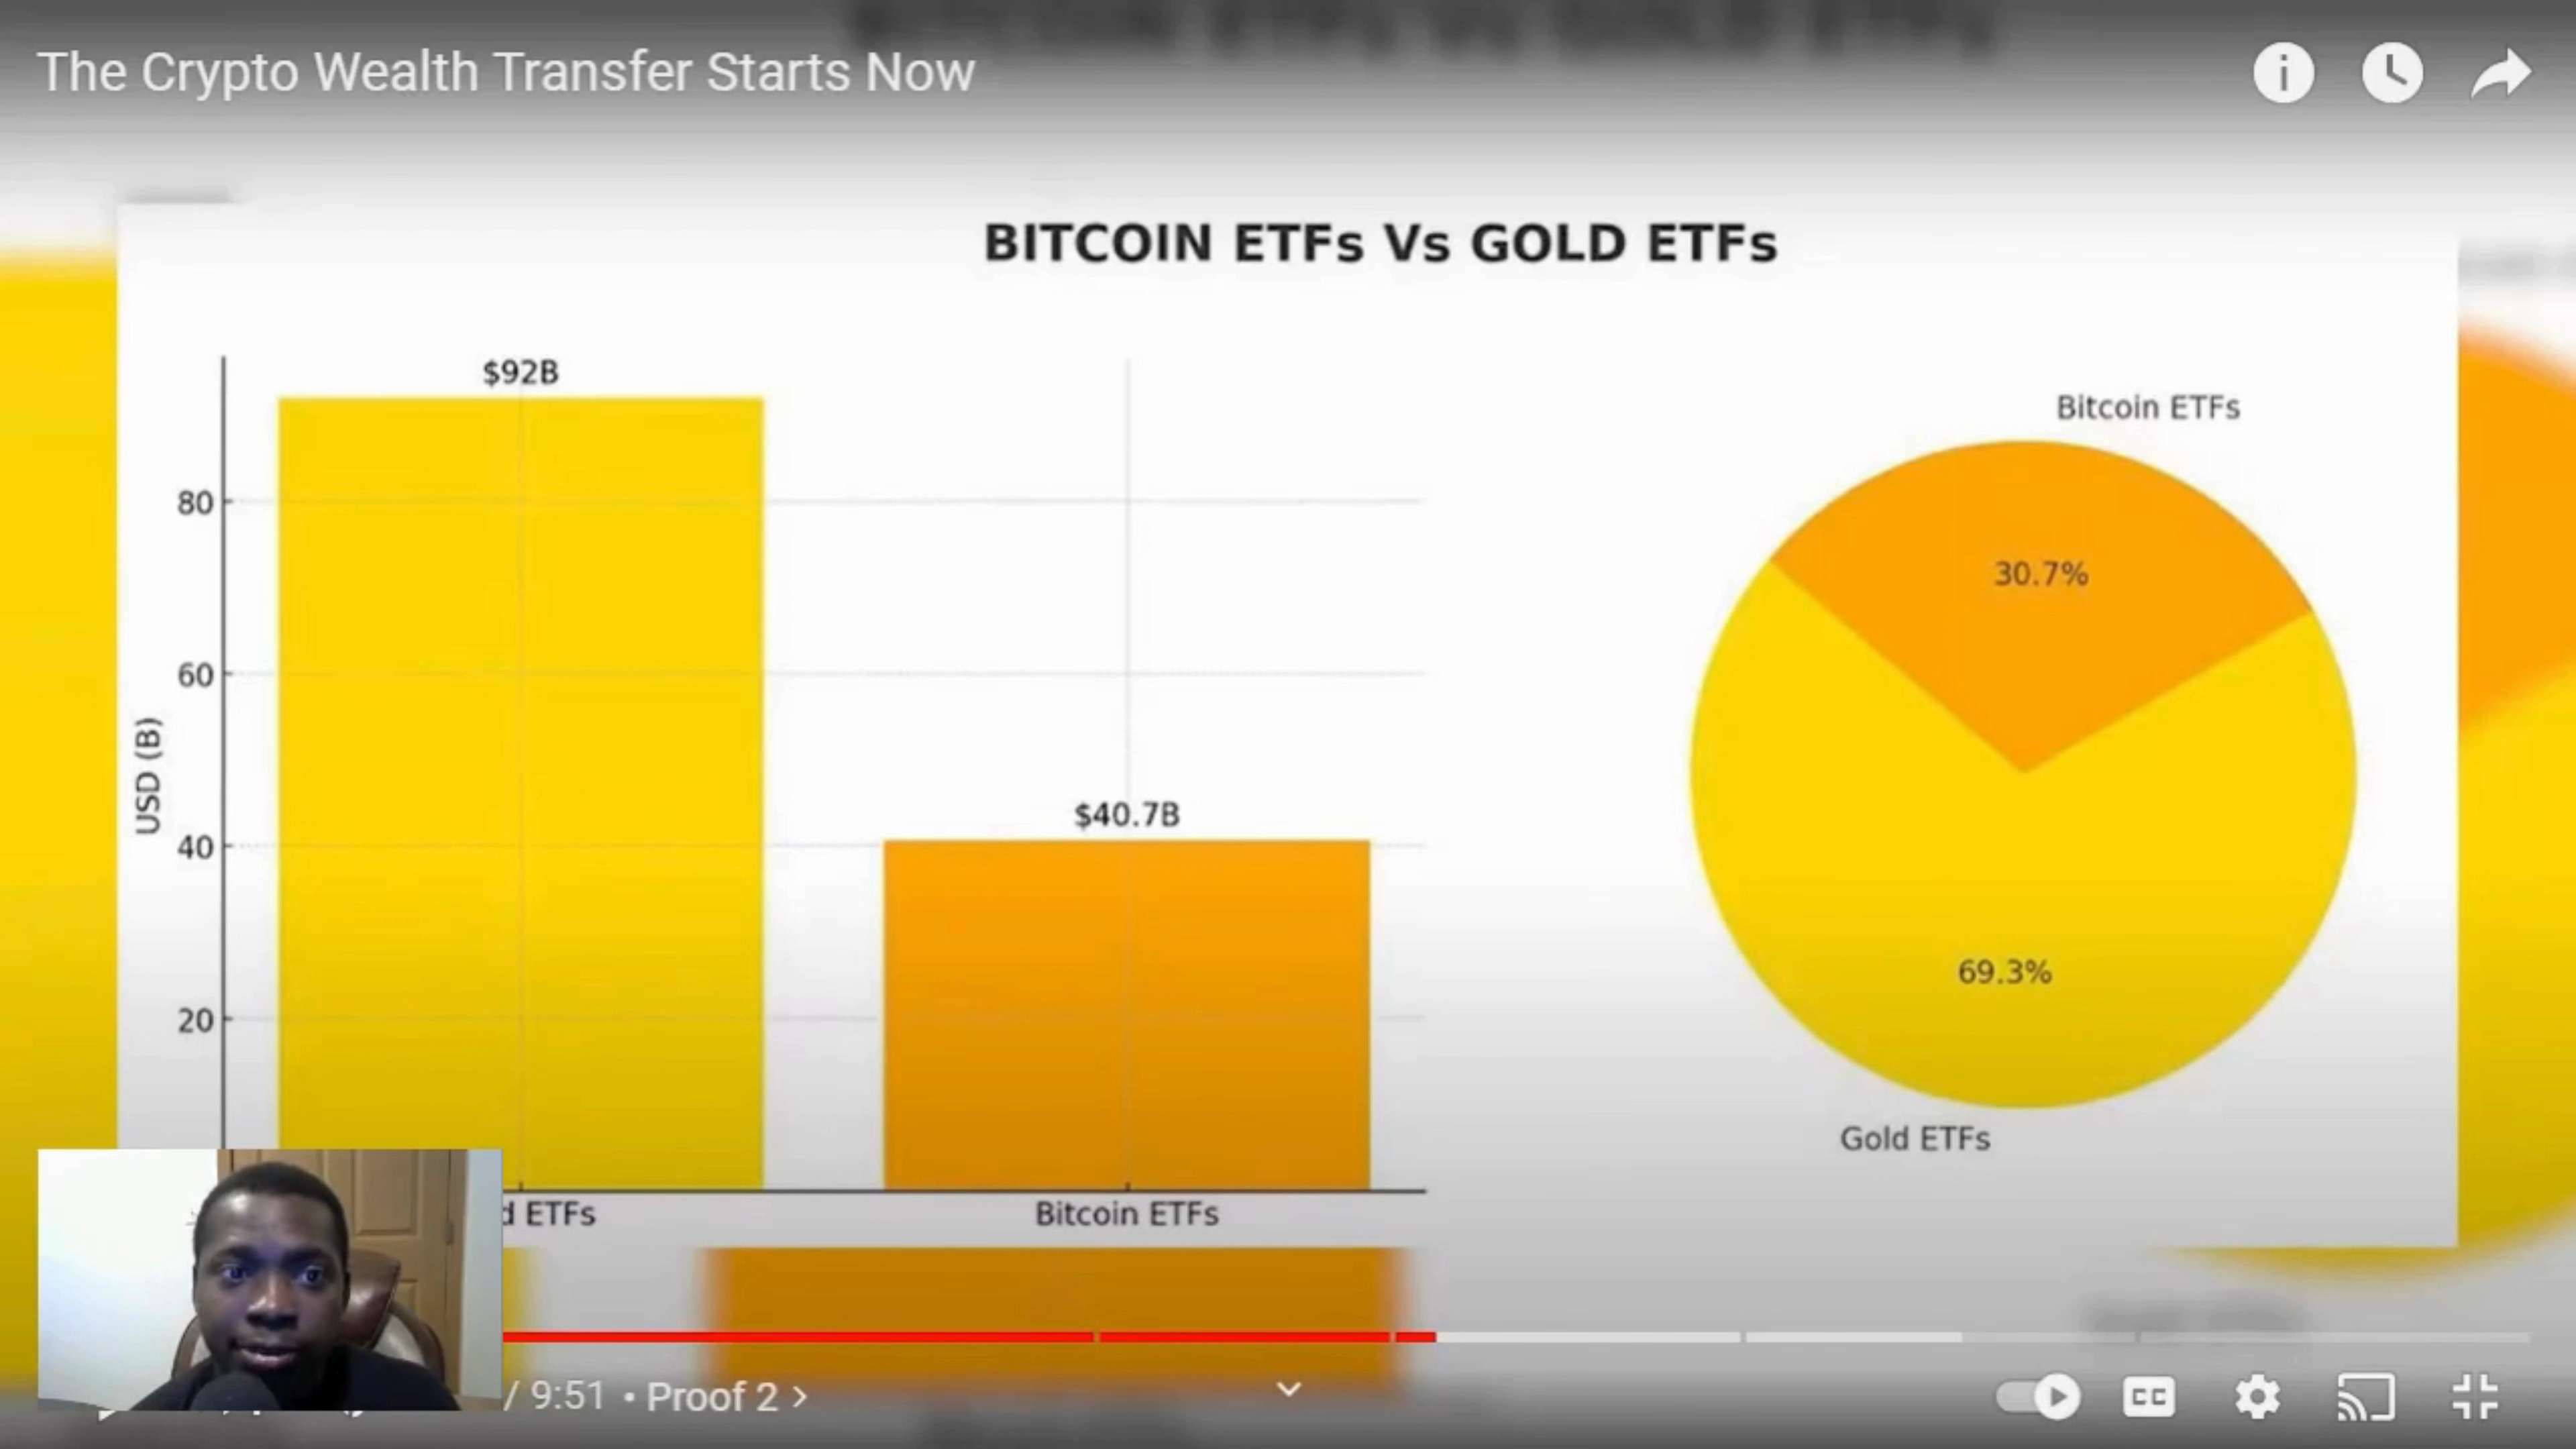 The Crypto Wealth Transfer Starts Now
BITCOIN ETFs Vs GOLD ETFs
$92B
Bitcoin ETFs
80
30.7%
60
USD (B)
$40.7B
40
69.3%
20
Gold ETFs
d ETFs
Bitcoin ETFs
/ 9:51 • Proof 2 >
CC